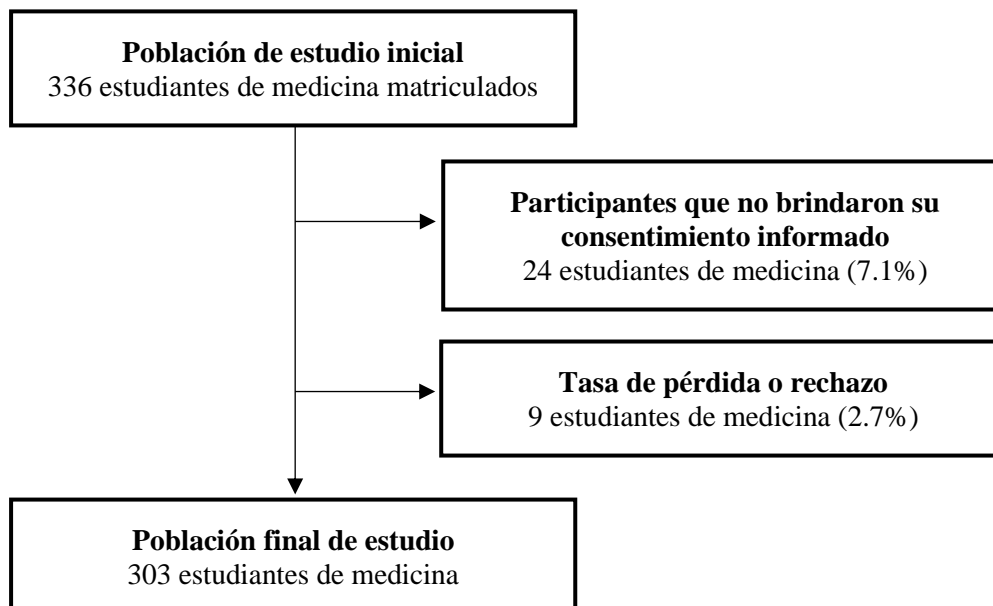 Población de estudio inicial
336 estudiantes de medicina matriculados
Participantes que no brindaron su
consentimiento informado
24 estudiantes de medicina (7.1%)
Tasa de pérdida o rechazo
9 estudiantes de medicina (2.7%)
Población final de estudio
303 estudiantes de medicina